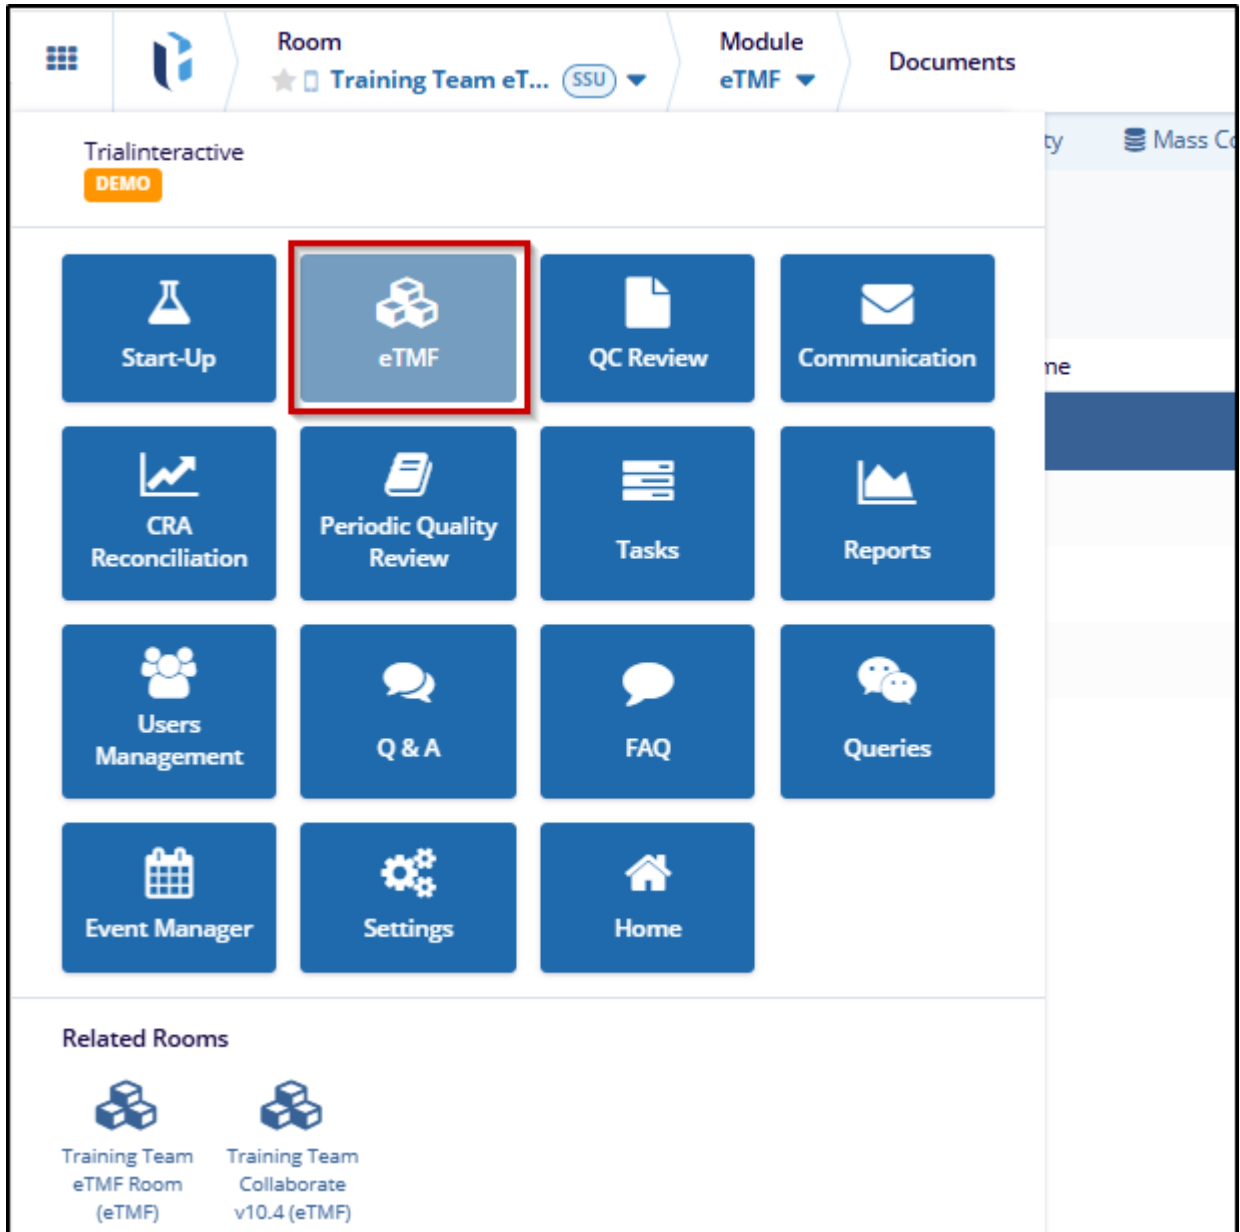 Room
Module
Documents
Training Team eT... SSU
eTMF
Trialinteractive
DEMO
ty
Mass Co
Start-Up
eTMF
QC Review
Communication
me
CRA
Reconciliation
Periodic Quality
Review
Tasks
Reports
Users
Management
Q & A
FAQ
Queries
Event Manager
Settings
Home
Related Rooms
Training Team
eTMF Room
(eTMF)
Training Team
Collaborate
v10.4 (eTMF)